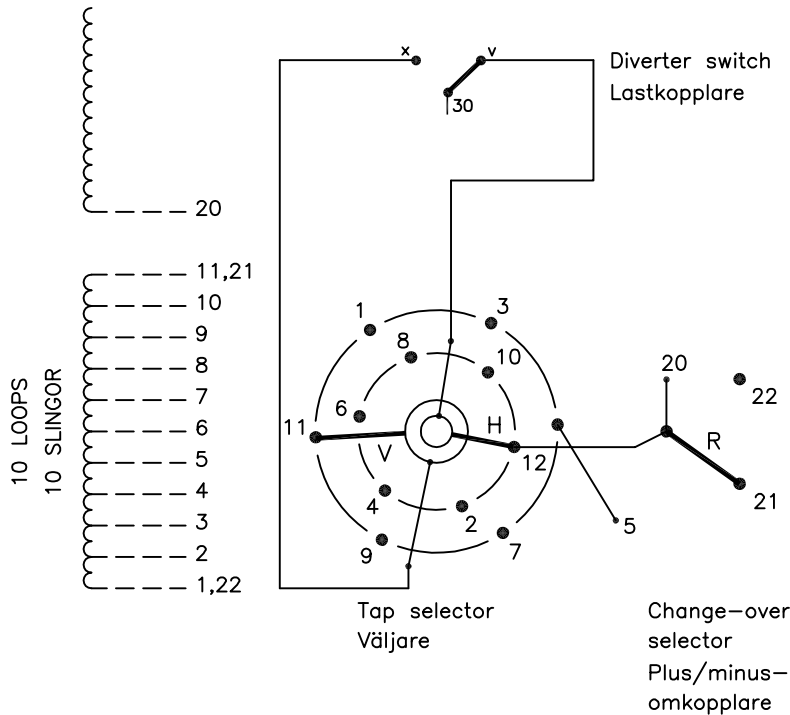 x
v
30
Diverter switch
Lastkopplare
20
11,21
10
9
8
7
6
5
4
3
2
1,22
10 LOOPS
10 SLINGOR
1
3
8
10
6
11
H
V
12
4
2
9
7
5
20
22
R
21
Tap selector
Väljare
Change-over
selector
Plus/minus-
omkopplare